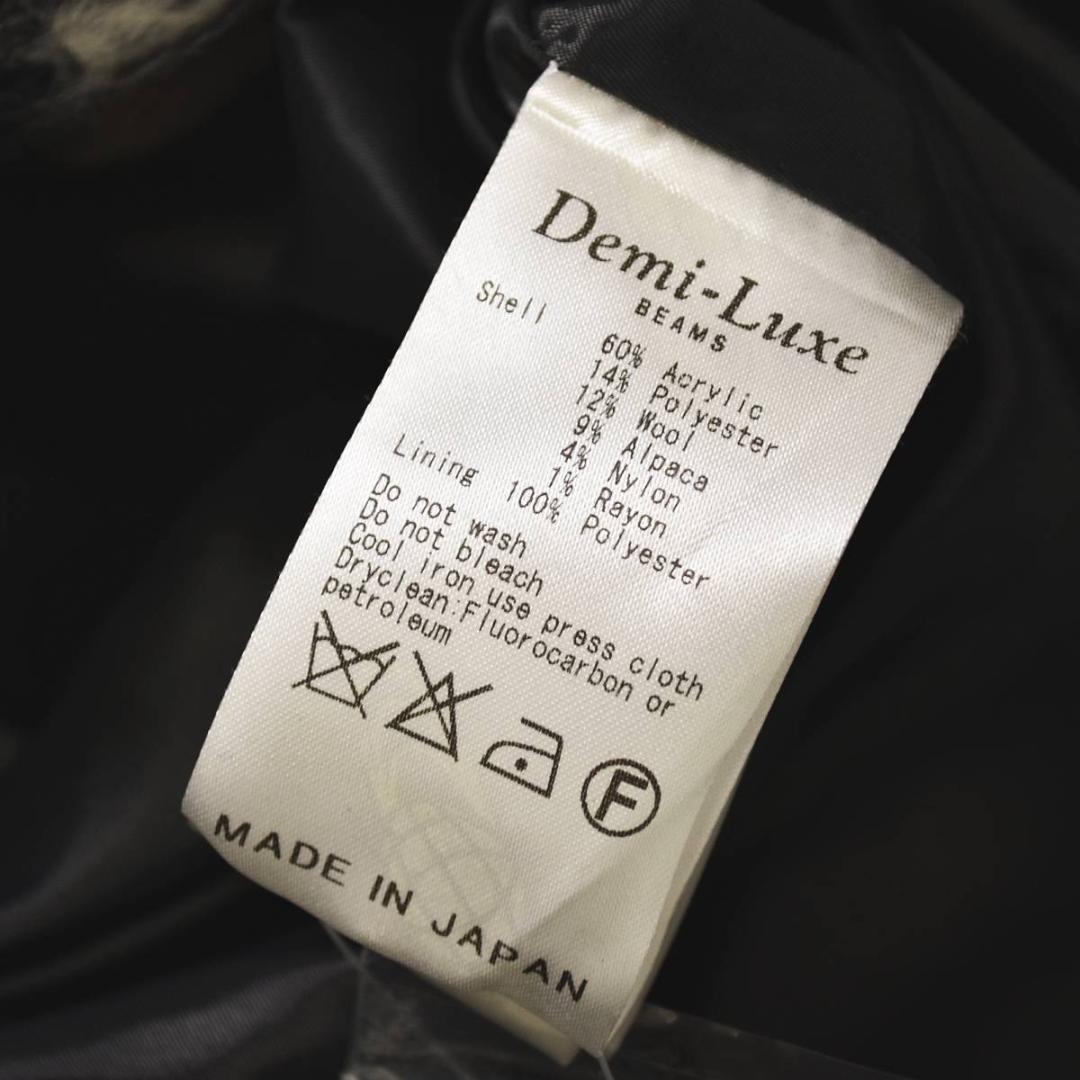 Demi-Luxe
BEAMS
Shell
60% Acrylic
14% Polyester
12% Wool
9% Alpaca
4% Nylon
1% Rayon
Lining 100% Polyester
Do not wash
Do not bleach
Cool iron use press cloth
Dryclean:Fluorocarbon or
petroleum
F
MADE IN JAPAN